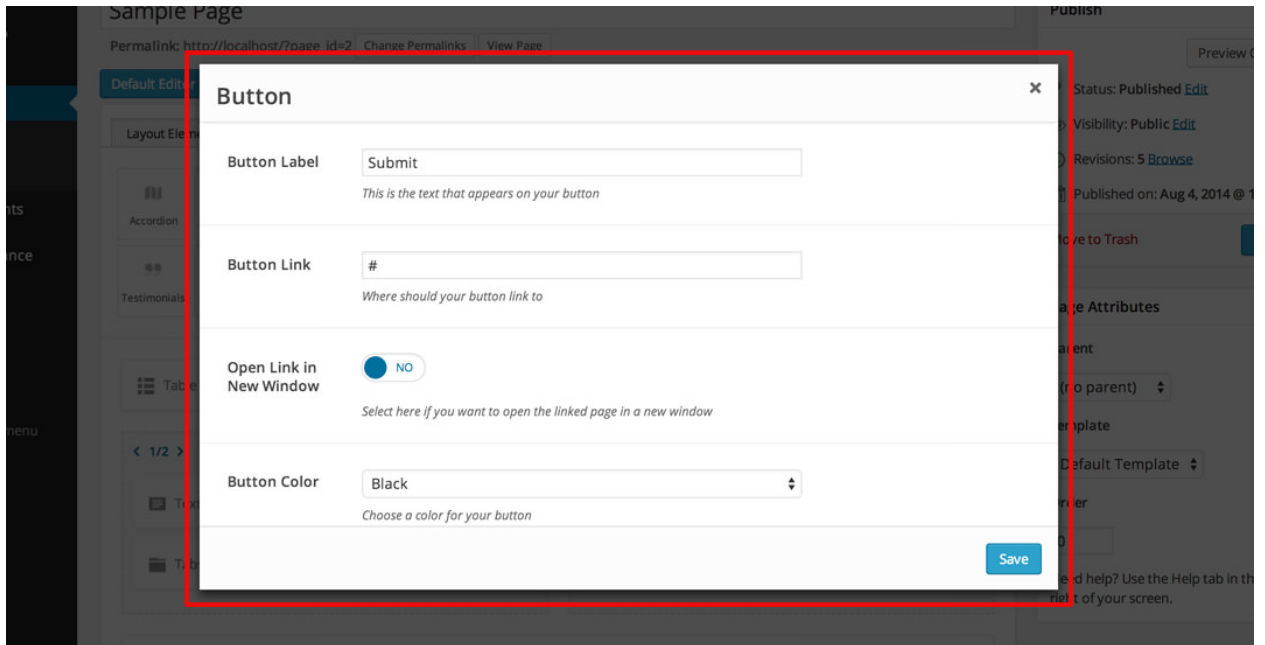 Sample Page
Publish
Permalink: http://localhost/?page_id=2 Change Permalinks View Page
Preview
Default Editor
Button
×
Status: Published Edit
Visibility: Public Edit
Layout
Button Label
Submit
This is the text that appears on your button
Revisions: 5 Browse
Published on: Aug 4, 2014 @ 1
Accordion
Move to Trash
Button Link
#
Where should your button link to
Testimonials
Page Attributes
Parent
Open Link in
New Window
NO
(no parent)
Select here if you want to open the linked page in a new window
Template
menu
< 1/2 >
Default Template
Button Color
Black
Choose a color for your button
Order
0
Save
Need help? Use the Help tab in th
right of your screen.